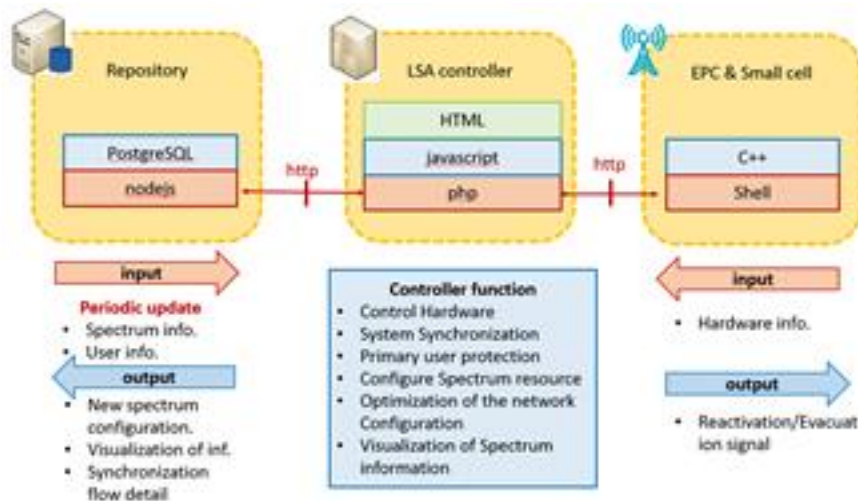 Repository
LSA controller
EPC & Small cell
HTML
PostgreSQL
javascript
C++
http
http
nodejs
php
Shell
input
Periodic update
• Spectrum info.
• User info.
output
• New spectrum
configuration.
• Visualization of inf.
• Synchronization
flow detail
Controller function
• Control Hardware
• System Synchronization
• Primary user protection
• Configure Spectrum resource
• Optimization of the network
Configuration
• Visualization of Spectrum
information
input
• Hardware info.
output
• Reactivation/Evacuat
ion signal